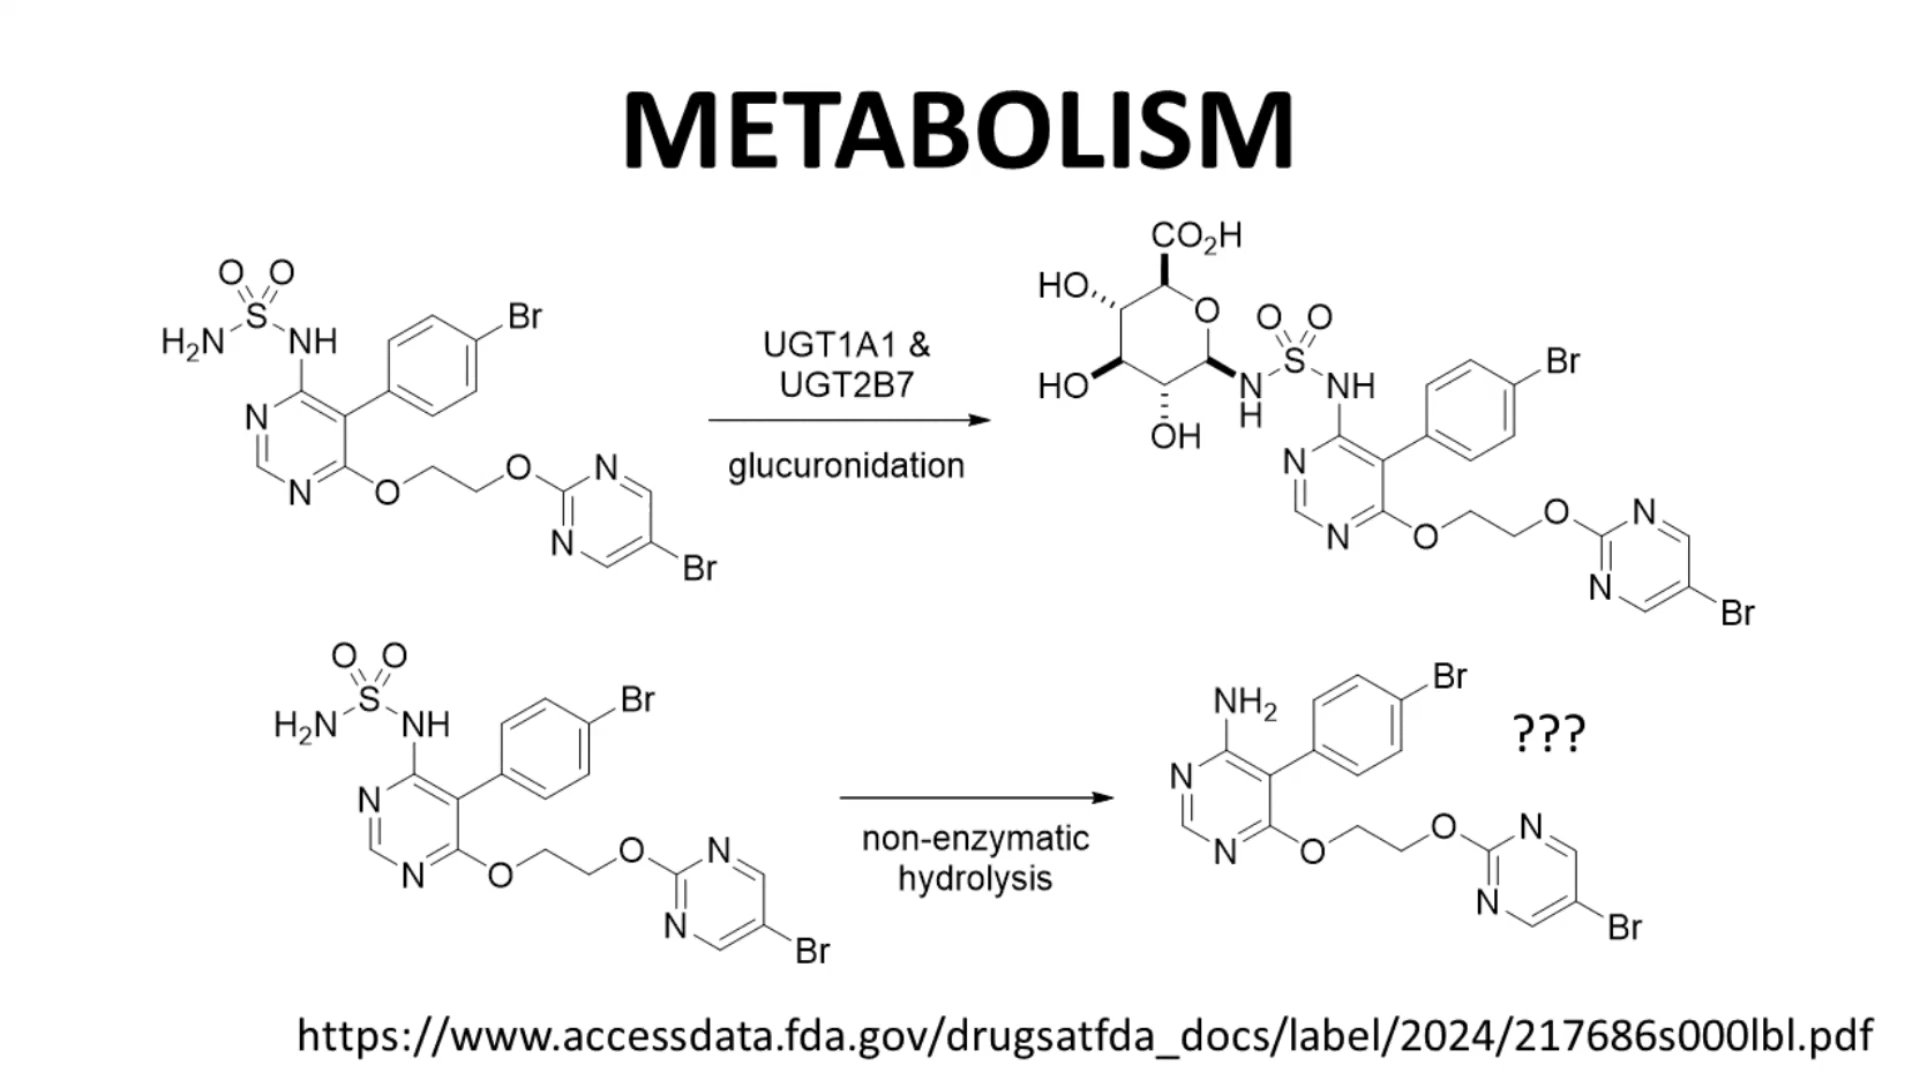 METABOLISM
O O
S
H2N NH
Br
N
N
O
O
N
N
Br
UGT1A1 &
UGT2B7
glucuronidation
CO2H
HO
O
HO
OH
O O
S
N
H
NH
Br
N
N
O
O
N
N
Br
O O
S
H2N NH
Br
N
N
O
O
N
N
Br
non-enzymatic
hydrolysis
NH2
Br
???
N
N
O
O
N
N
Br
https://www.accessdata.fda.gov/drugsatfda_docs/label/2024/217686s000lbl.pdf